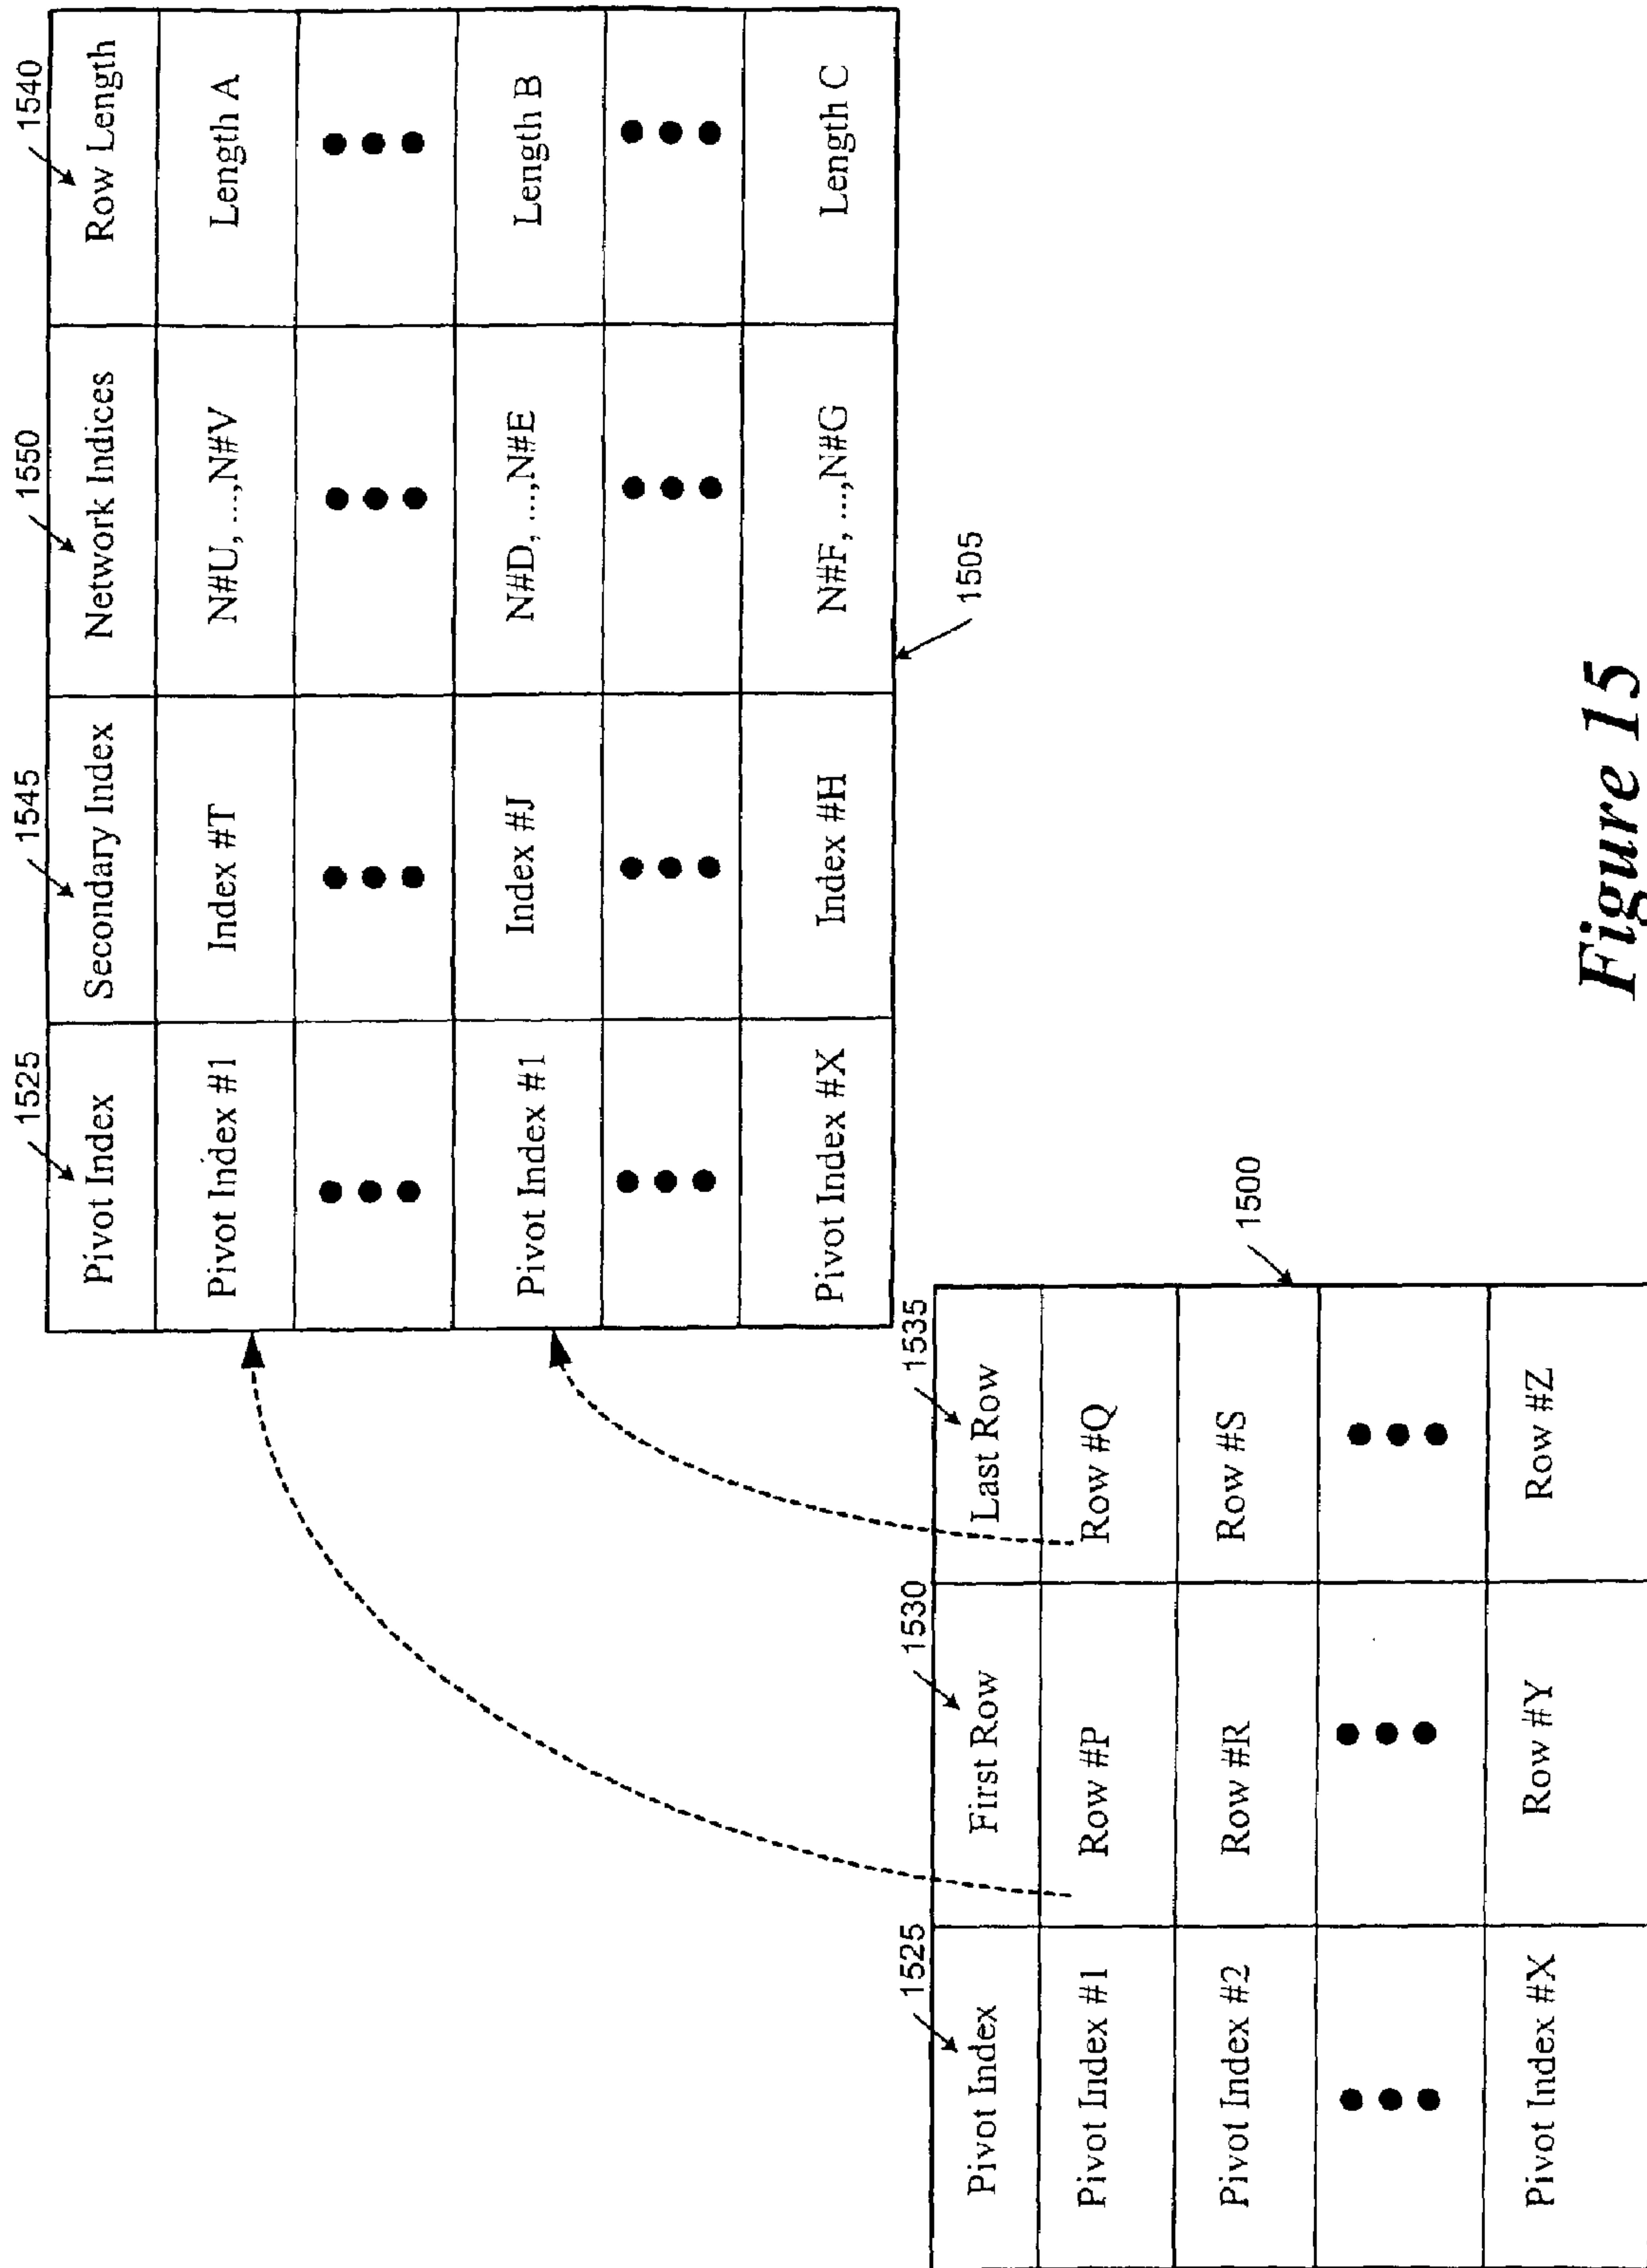 1525 1545 1550 1540
Pivot Index Secondary Index Network Indices Row Length
Pivot Index #1 Index #T N#U, ...,N#V Length A
Pivot Index #1 Index #J N#D, ...,N#E Length B
Pivot Index #X Index #H N#F, ...,N#G Length C
1505
1525 1530 1535
Pivot Index First Row Last Row
Pivot Index #1 Row #P Row #Q
Pivot Index #2 Row #R Row #S
1500
Pivot Index #X Row #Y Row #Z
Figure 15